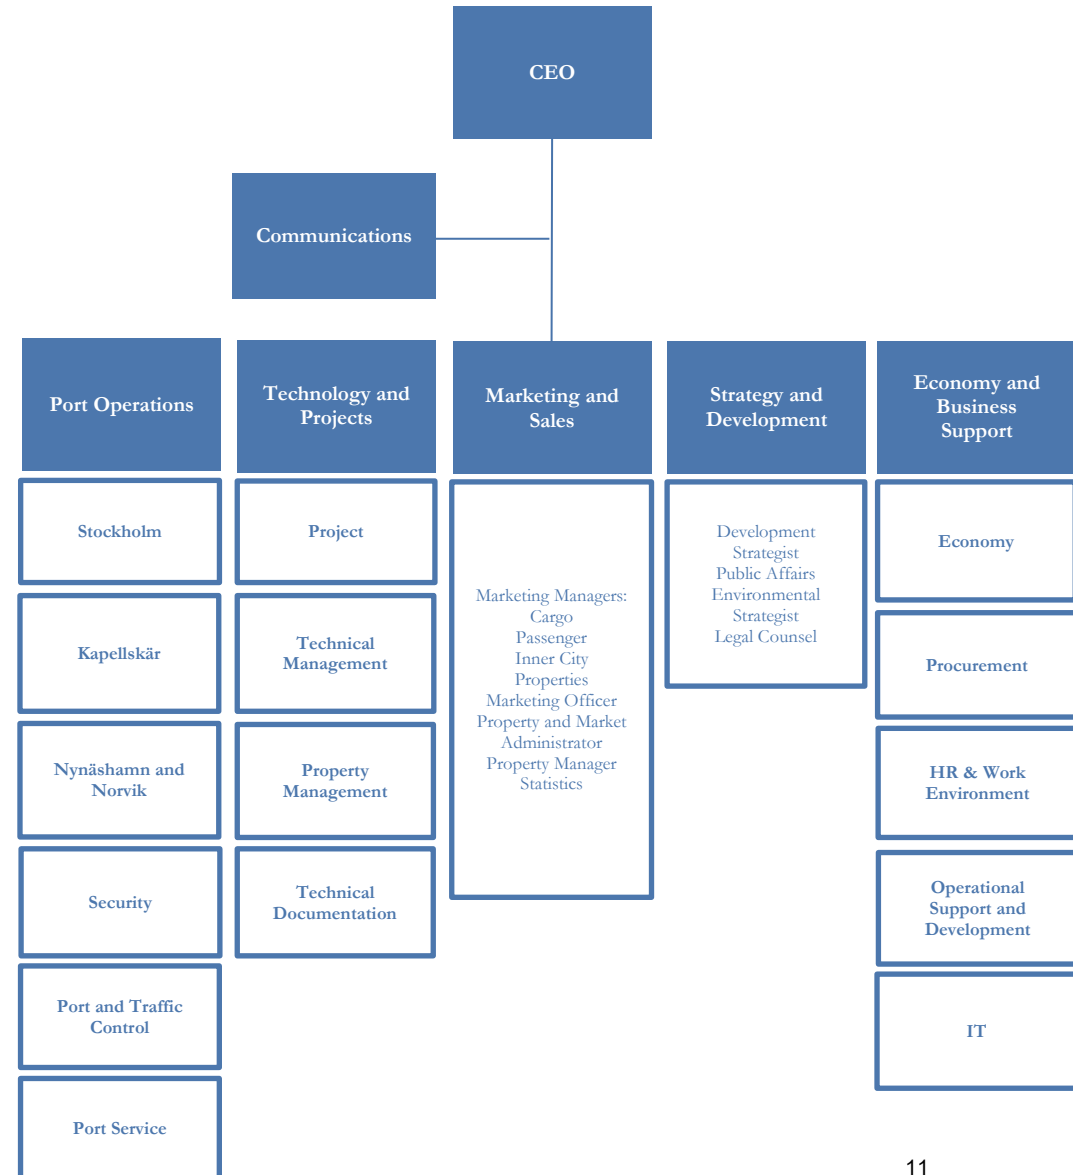 CEO
Communications
Port Operations
Technology and
Projects
Marketing and
Sales
Strategy and
Development
Economy and
Business
Support
Stockholm
Kapellskär
Nynäshamn and
Norvik
Security
Port and Traffic
Control
Port Service
Project
Technical
Management
Property
Management
Technical
Documentation
Marketing Managers:
Cargo
Passenger
Inner City
Properties
Marketing Officer
Property and Market
Administrator
Property Manager
Statistics
Development
Strategist
Public Affairs
Environmental
Strategist
Legal Counsel
Economy
Procurement
HR & Work
Environment
Operational
Support and
Development
IT
11